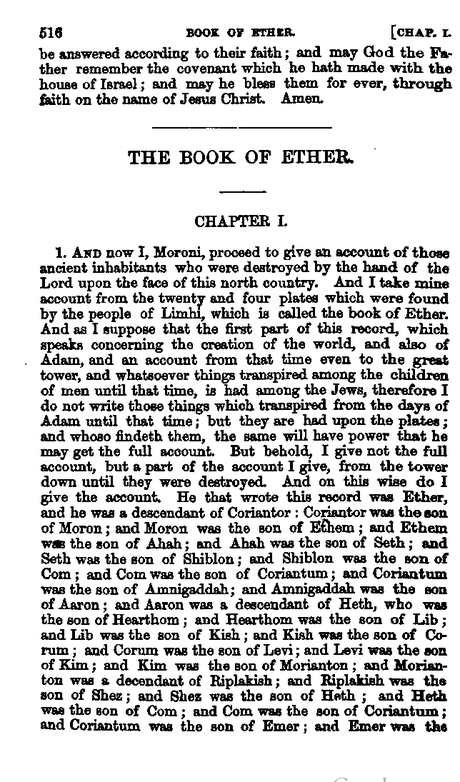 516 BOOK OF ETHER. [CHAP. I.
be answered according to their faith; and may God the Fa-
ther remember the covenant which he hath made with the
house of Israel; and may he bless them for ever, through
faith on the name of Jesus Christ. Amen.
THE BOOK OF ETHER.
CHAPTER I.
1. AND now I, Moroni, proceed to give an account of those
ancient inhabitants who were destroyed by the hand of the
Lord upon the face of this north country. And I take mine
account from the twenty and four plates which were found
by the people of Limhi, which is called the book of Ether.
And as I suppose that the first part of this record, which
speaks concerning the creation of the world, and also of
Adam, and an account from that time even to the great
tower, and whatsoever things transpired among the children
of men until that time, is had among the Jews, therefore I
do not write those things which transpired from the days of
Adam until that time; but they are had upon the plates;
and whoso findeth them, the same will have power that he
may get the full account. But behold, I give not the full
account, but a part of the account I give, from the tower
down until they were destroyed. And on this wise do I
give the account. He that wrote this record was Ether,
and he was a descendant of Coriantor: Coriantor was the son
of Moron; and Moron was the son of Ethem; and Ethem
was the son of Ahah; and Ahah was the son of Seth; and
Seth was the son of Shiblon; and Shiblon was the son of
Com; and Com was the son of Coriantum; and Coriantum
was the son of Amnigaddah; and Amnigaddah was the son
of Aaron; and Aaron was a descendant of Heth, who was
the son of Hearthom; and Hearthom was the son of Lib;
and Lib was the son of Kish; and Kish was the son of Co-
rum; and Corum was the son of Levi; and Levi was the son
of Kim; and Kim was the son of Morianton; and Morian-
ton was a decendant of Riplakish; and Riplakish was the
son of Shez; and Shez was the son of Heth; and Heth
was the son of Com; and Com was the son of Coriantum;
and Coriantum was the son of Emer; and Emer was the